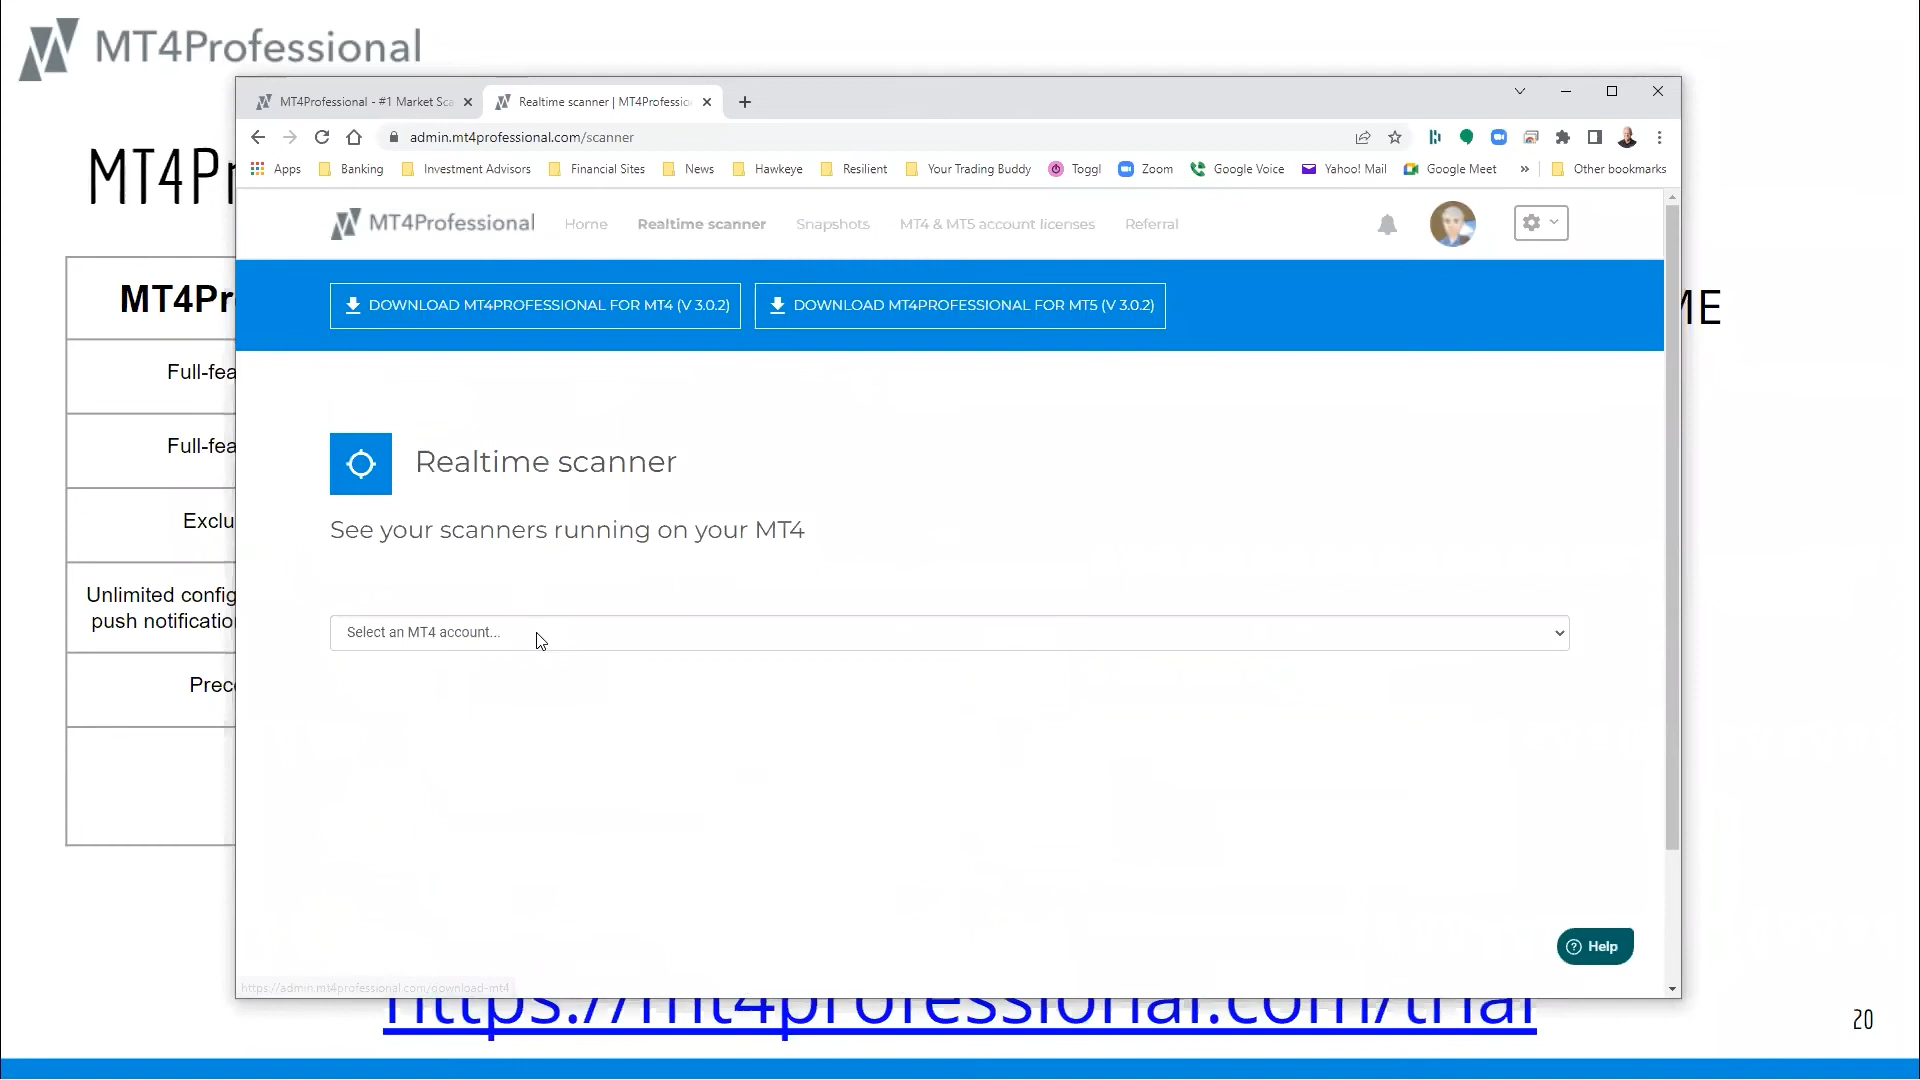 MT4Professional
MT4Professional - #1 Market Sca
Realtime scanner | MT4Professio
admin.mt4professional.com/scanner
Apps
Banking
Investment Advisors
Financial Sites
News
Hawkeye
Resilient
Your Trading Buddy
Toggl
Zoom
Google Voice
Yahoo! Mail
Google Meet
»
Other bookmarks
MT4Pr
MT4Professional
Home
Realtime scanner
Snapshots
MT4 & MT5 account licenses
Referral
MT4Pr
ME
DOWNLOAD MT4PROFESSIONAL FOR MT4 (V 3.0.2)
DOWNLOAD MT4PROFESSIONAL FOR MT5 (V 3.0.2)
Full-fea
Full-fea
Realtime scanner
Exclu
See your scanners running on your MT4
Unlimited config
push notificatio
Select an MT4 account...
Prec
Help
https://admin.mt4professional.com/download-mt4
https://mt4professional.com/trial
20